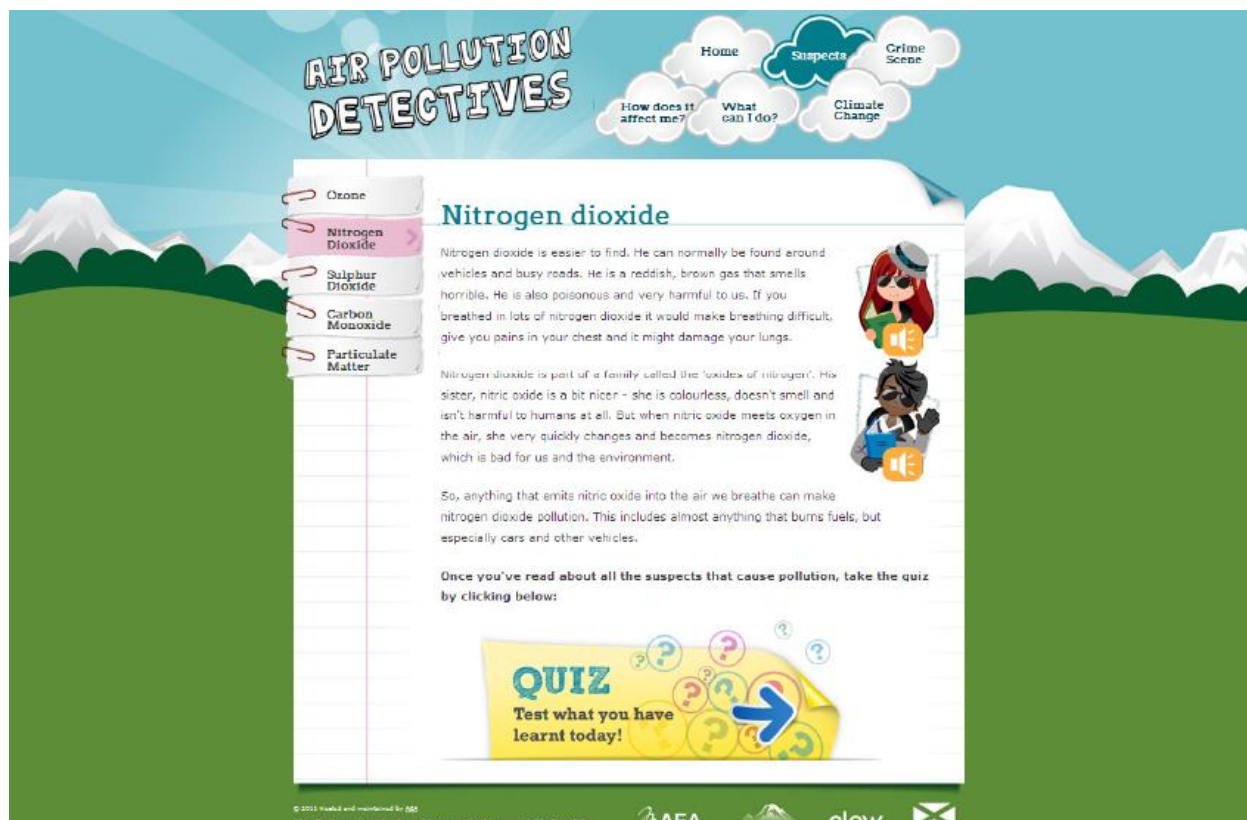 AIR POLLUTION
DETECTIVES
Home
Suspects
Crime
Scene
How does it
affect me?
What
can I do?
Climate
Change
Ozone
Nitrogen
Dioxide
Sulphur
Dioxide
Carbon
Monoxide
Particulate
Matter
Nitrogen dioxide
Nitrogen dioxide is easier to find. He can normally be found around
vehicles and busy roads. He is a reddish, brown gas that smells
horrible. He is also poisonous and very harmful to us. If you
breathed in lots of nitrogen dioxide it would make breathing difficult,
give you pains in your chest and it might damage your lungs.
Nitrogen dioxide is part of a family called the 'oxides of nitrogen'. His
sister, nitric oxide is a bit nicer - she is colourless, doesn't smell and
isn't harmful to humans at all. But when nitric oxide meets oxygen in
the air, she very quickly changes and becomes nitrogen dioxide,
which is bad for us and the environment.
So, anything that emits nitric oxide into the air we breathe can make
nitrogen dioxide pollution. This includes almost anything that burns fuels, but
especially cars and other vehicles.
Once you've read about all the suspects that cause pollution, take the quiz
by clicking below:
QUIZ
Test what you have
learnt today!
© 2011 Hosted and maintained by AEA
AEA